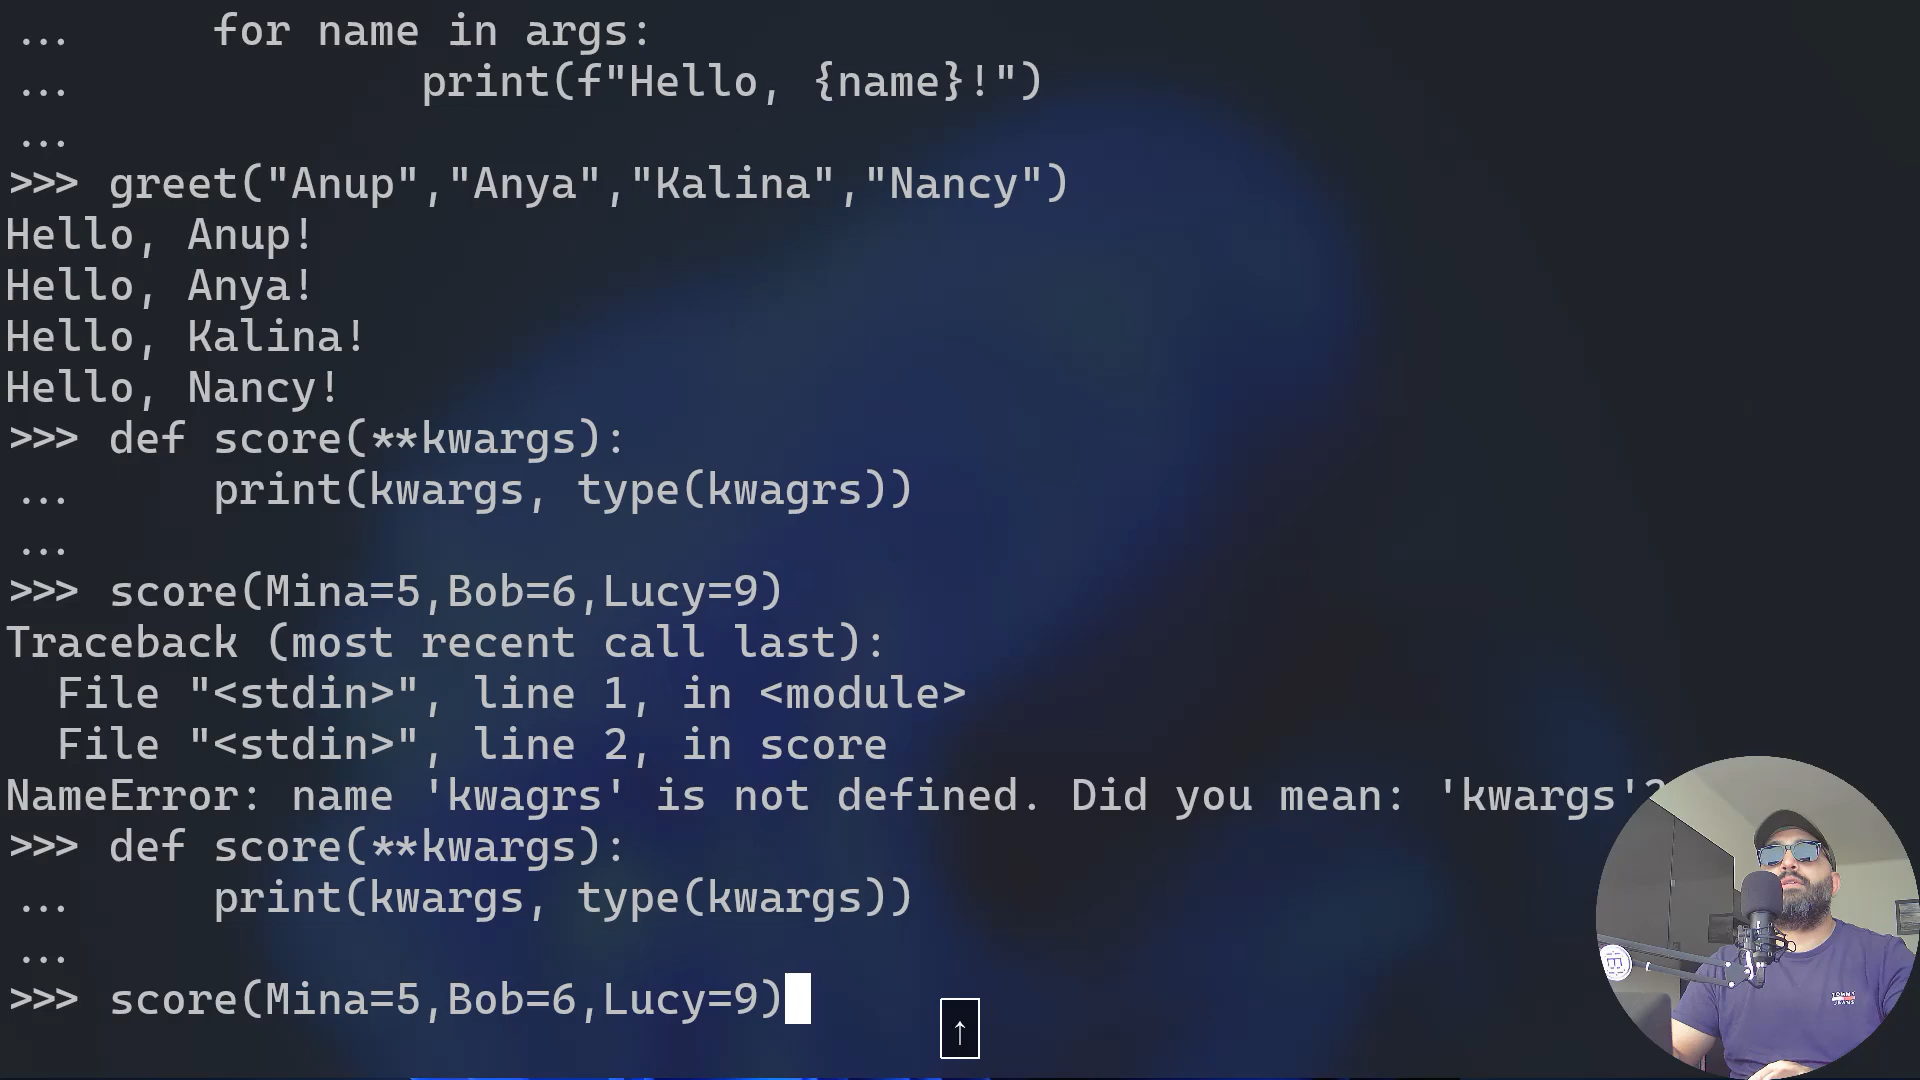 ...     for name in args:
...             print(f"Hello, {name}!")
...
>>> greet("Anup","Anya","Kalina","Nancy")
Hello, Anup!
Hello, Anya!
Hello, Kalina!
Hello, Nancy!
>>> def score(**kwargs):
...     print(kwargs, type(kwagrs))
...
>>> score(Mina=5,Bob=6,Lucy=9)
Traceback (most recent call last):
  File "<stdin>", line 1, in <module>
  File "<stdin>", line 2, in score
NameError: name 'kwagrs' is not defined. Did you mean: 'kwargs'?
>>> def score(**kwargs):
...     print(kwargs, type(kwargs))
...
>>> score(Mina=5,Bob=6,Lucy=9)
↑